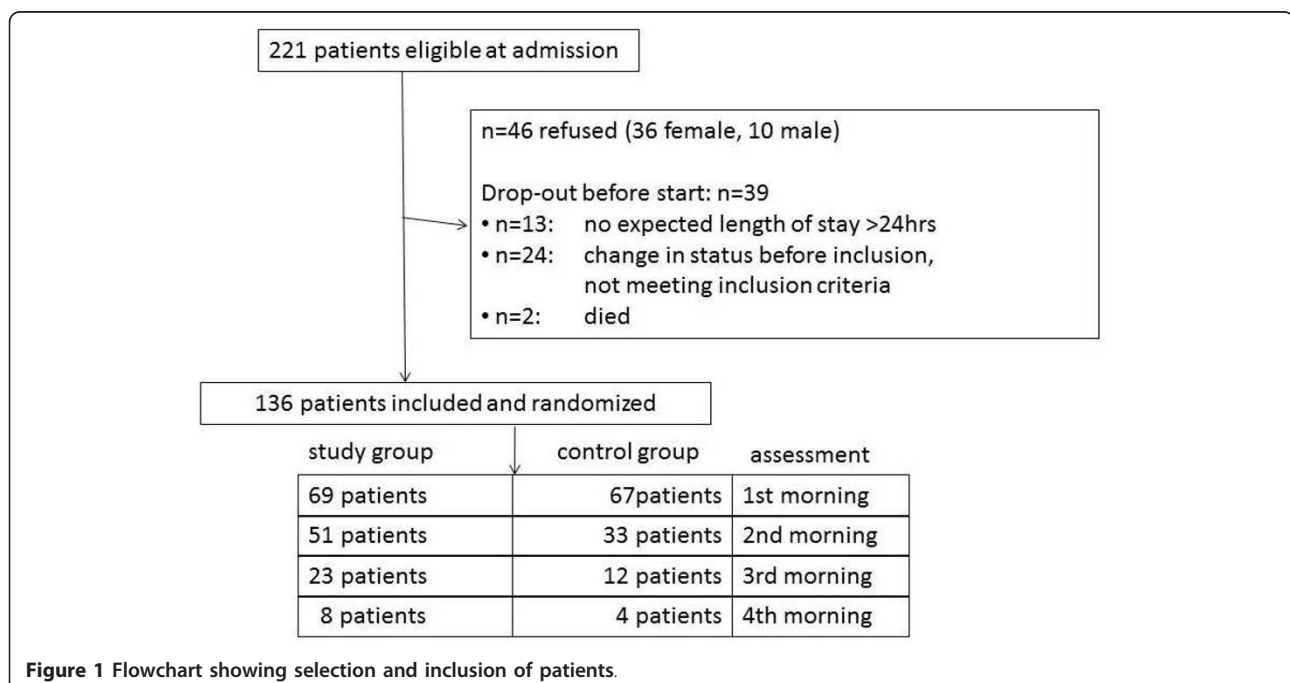 221 patients eligible at admission
n=46 refused (36 female, 10 male)
Drop-out before start: n=39
• n=13: no expected length of stay >24hrs
• n=24: change in status before inclusion,
not meeting inclusion criteria
• n=2: died
136 patients included and randomized
study group control group assessment
69 patients 67patients 1st morning
51 patients 33 patients 2nd morning
23 patients 12 patients 3rd morning
8 patients 4 patients 4th morning
Figure 1 Flowchart showing selection and inclusion of patients.